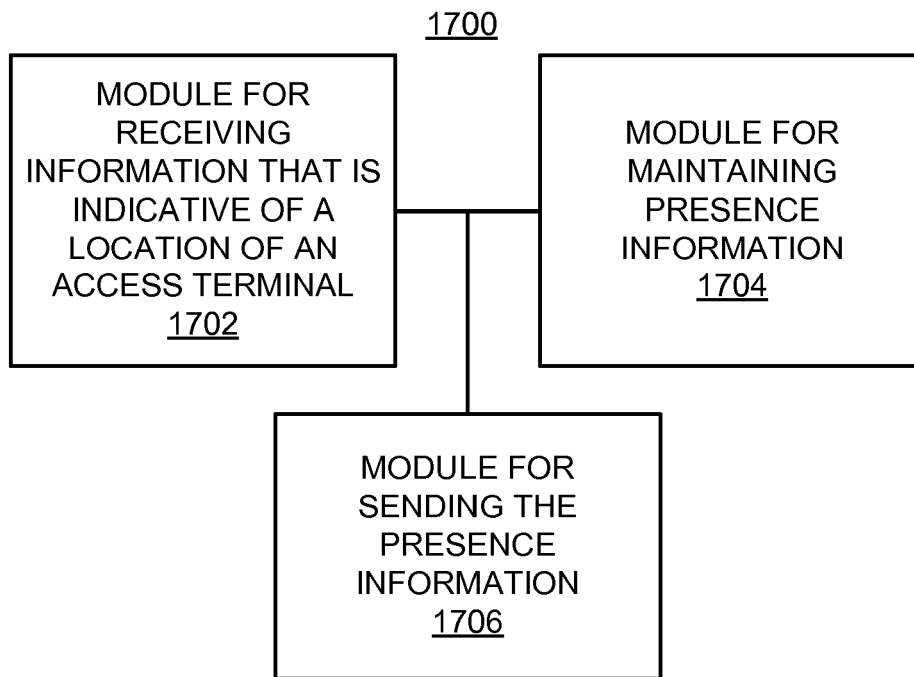 1700
MODULE FOR
RECEIVING
INFORMATION THAT IS
INDICATIVE OF A
LOCATION OF AN
ACCESS TERMINAL
1702
MODULE FOR
MAINTAINING
PRESENCE
INFORMATION
1704
MODULE FOR
SENDING THE
PRESENCE
INFORMATION
1706